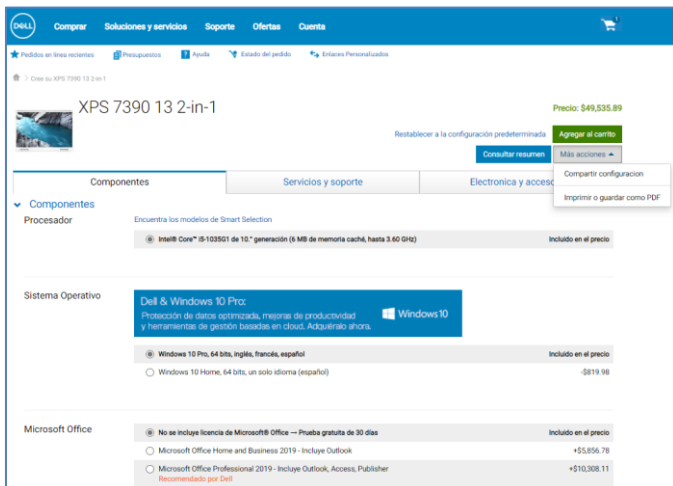 DELL
Comprar Soluciones y servicios Soporte Ofertas Cuenta
Pedidos en línea recientes Presupuestos ? Ayuda Estado del pedido Enlaces Personalizados
> Cree su XPS 7390 13 2-in-1
XPS 7390 13 2-in-1
Precio: $49,535.89
Restablecer a la configuración predeterminada Agregar al carrito
Consultar resumen Más acciones
Compartir configuracion
Imprimir o guardar como PDF
Componentes Servicios y soporte Electronica y acceso
Componentes
Procesador Encuentra los modelos de Smart Selection
Intel® Core™ i5-1035G1 de 10.ª generación (6 MB de memoria caché, hasta 3.60 GHz) Incluido en el precio
Sistema Operativo
Dell & Windows 10 Pro:
Protección de datos optimizada, mejoras de productividad
y herramientas de gestión basadas en cloud. Adquiéralo ahora.
Windows10
Windows 10 Pro, 64 bits, inglés, francés, español Incluido en el precio
Windows 10 Home, 64 bits, un solo idioma (español) -$819.98
Microsoft Office
No se incluye licencia de Microsoft® Office — Prueba gratuita de 30 días Incluido en el precio
Microsoft Office Home and Business 2019 - Incluye Outlook +$5,856.78
Microsoft Office Professional 2019 - Incluye Outlook, Access, Publisher +$10,308.11
Recomendado por Dell